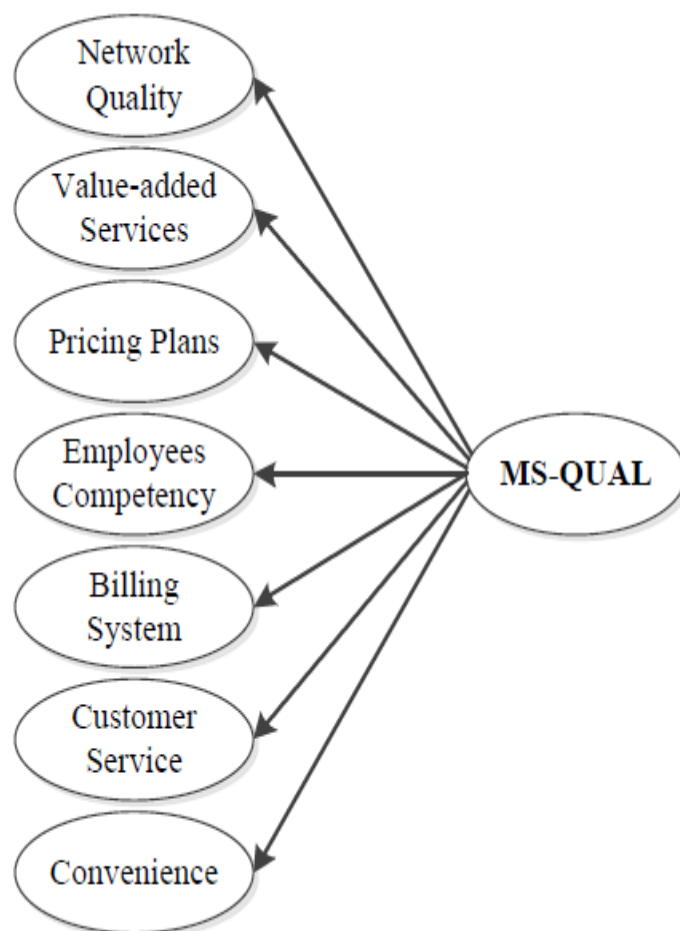 Network
Quality
Value-added
Services
Pricing Plans
Employees
Competency
MS-QUAL
Billing
System
Customer
Service
Convenience